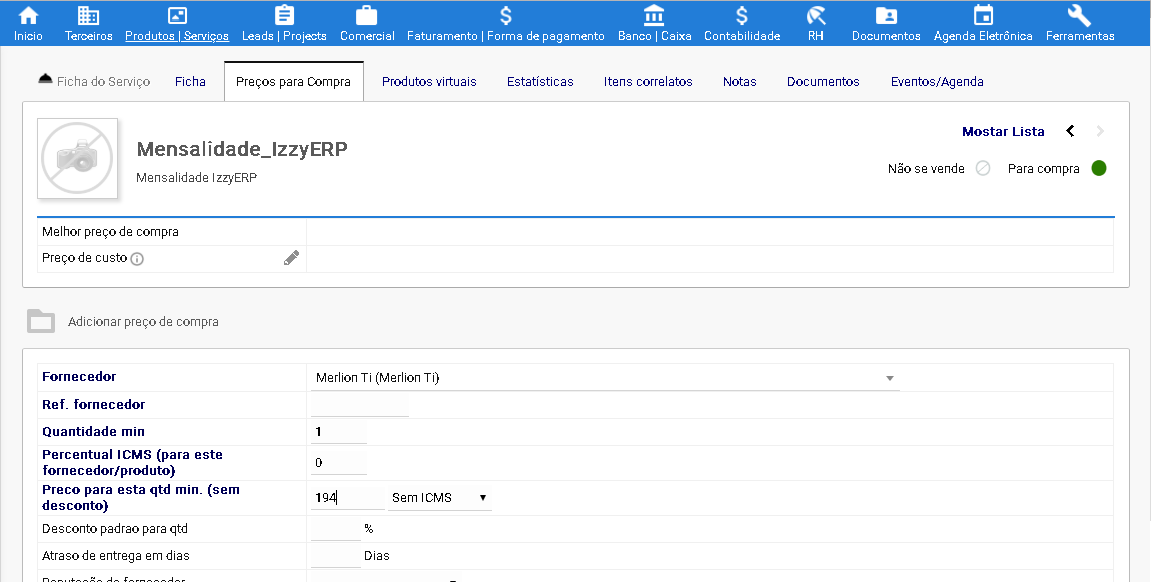 Inicio Terceiros Produtos | Serviços Leads | Projects Comercial Faturamento | Forma de pagamento Banco | Caixa Contabilidade RH Documentos Agenda Eletrônica Ferramentas
Ficha do Serviço Ficha Preços para Compra Produtos virtuais Estatísticas Itens correlatos Notas Documentos Eventos/Agenda
Mostar Lista
Mensalidade_IzzyERP
Mensalidade IzzyERP
Não se vende Para compra
Melhor preço de compra
Preço de custo
Adicionar preço de compra
Fornecedor Merlion Ti (Merlion Ti)
Ref. fornecedor
Quantidade min 1
Percentual ICMS (para este
fornecedor/produto) 0
Preco para esta qtd min. (sem
desconto) 194 Sem ICMS
Desconto padrao para qtd %
Atraso de entrega em dias Dias